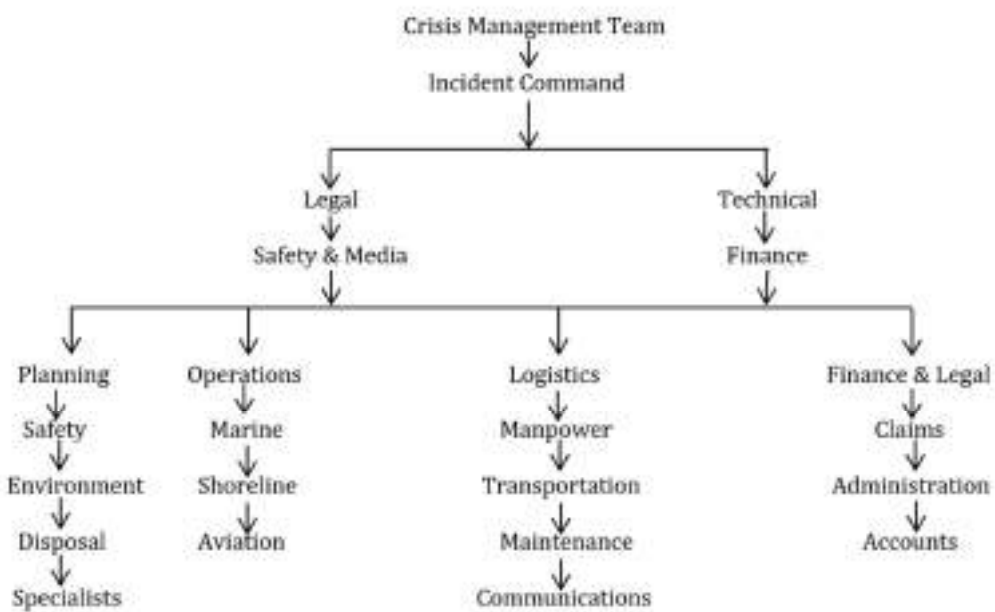 Crisis Management Team
Incident Command
Legal
Technical
Safety & Media
Finance
Planning
Operations
Logistics
Finance & Legal
Safety
Marine
Manpower
Claims
Environment
Shoreline
Transportation
Administration
Disposal
Aviation
Maintenance
Accounts
Specialists
Communications